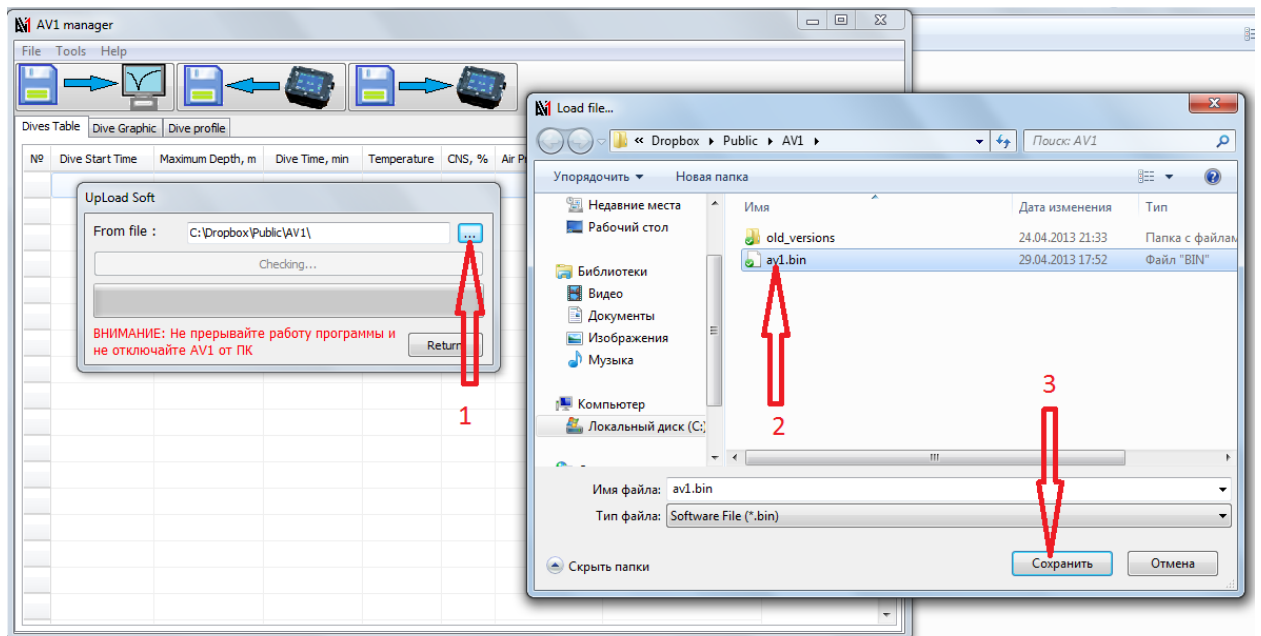 AV1 manager
File Tools Help
Dives Table Dive Graphic Dive profile
№ Dive Start Time Maximum Depth, m Dive Time, min Temperature CNS, % Air Pr
UpLoad Soft
From file : C:\Dropbox\Public\AV1\ ...
Checking...
ВНИМАНИЕ: Не прерывайте работу программы и
не отключайте AV1 от ПК
Return
1
Load file...
« Dropbox Public AV1 Поиск: AV1
Упорядочить Новая папка
Недавние места
Рабочий стол
Библиотеки
Видео
Документы
Изображения
Музыка
Компьютер
Локальный диск (C:)
Имя Дата изменения Тип
old_versions 24.04.2013 21:33 Папка с файлам
av1.bin 29.04.2013 17:52 Файл "BIN"
2
3
Имя файла: av1.bin
Тип файла: Software File (*.bin)
Скрыть папки Сохранить Отмена